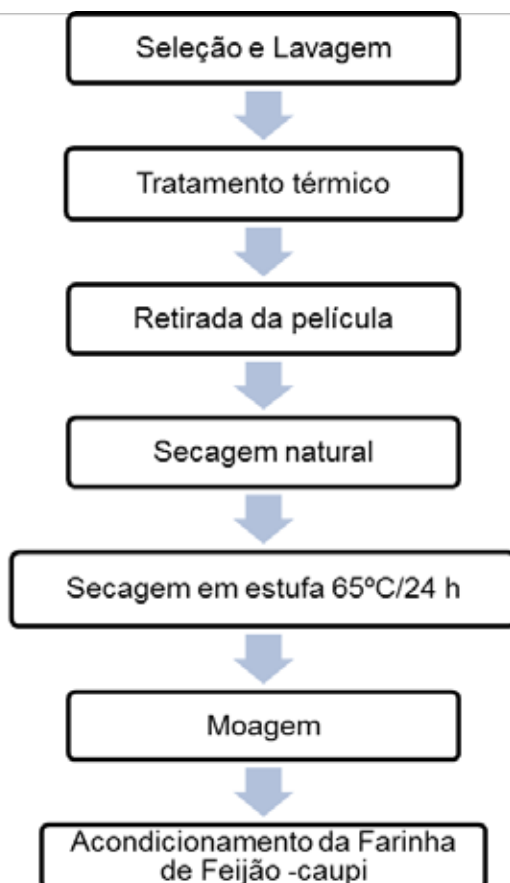 Seleção e Lavagem
Tratamento térmico
Retirada da película
Secagem natural
Secagem em estufa 65ºC/24 h
Moagem
Acondicionamento da Farinha
de Feijão -caupi